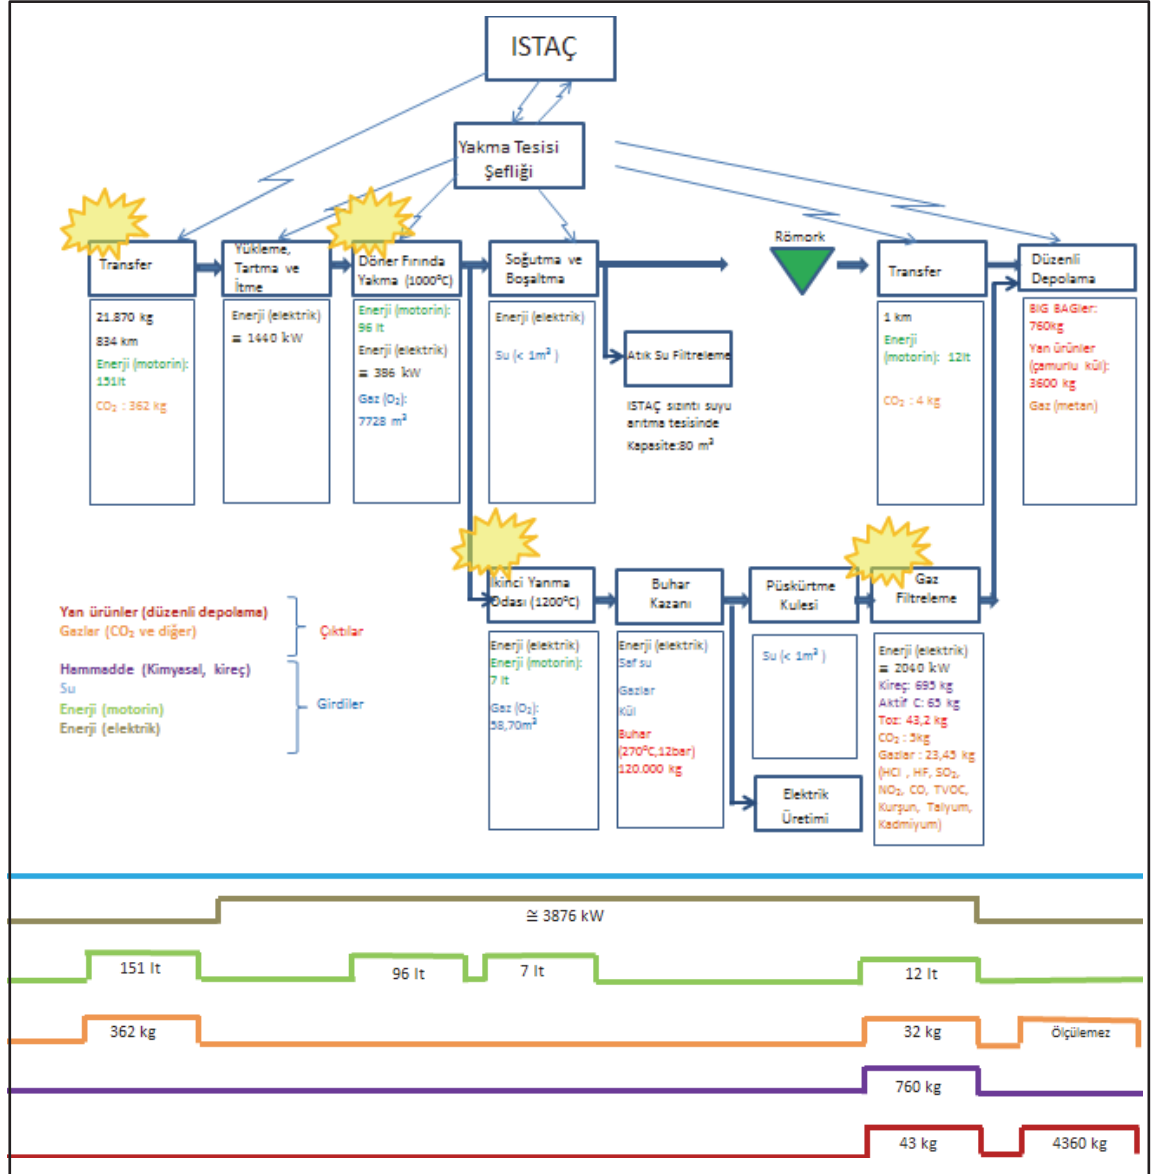 ISTAÇ
Yakma Tesisi
Şefliği
Transfer
21.870 kg
834 km
Enerji (motorin):
151lt
CO₂ : 362 kg
Yükleme,
Tartma ve
İtme
Enerji (elektrik)
≅ 1440 kW
Döner Fırında
Yakma (1000⁰C)
Enerji (motorin):
96 lt
Enerji (elektrik)
≅ 386 kW
Gaz (O₂):
7728 m³
Soğutma ve
Boşaltma
Enerji (elektrik)
Su (< 1m³ )
Atık Su Filtreleme
ISTAÇ sızıntı suyu
arıtma tesisinde
Kapasite:80 m³
Römork
Transfer
1 km
Enerji
(motorin): 12lt
CO₂ : 4 kg
Düzenli
Depolama
BIG BAGler:
760kg
Yan ürünler
(çamurlu kül):
3600 kg
Gaz (metan)
İkinci Yanma
Odası (1200⁰C)
Enerji (elektrik)
Enerji (motorin):
7 lt
Gaz (O₂):
58,70m³
Buhar
Kazanı
Enerji (elektrik)
Saf su
Gazlar
Kül
Buhar
(270⁰C,12bar)
120.000 kg
Püskürtme
Kulesi
Su (< 1m³ )
Elektrik
Üretimi
Gaz
Filtreleme
Enerji (elektrik)
≅ 2040 kW
Kireç: 695 kg
Aktif C: 65 kg
Toz: 43,2 kg
CO₂ : 5kg
Gazlar : 23,45 kg
(HCl , HF, SO₂,
NO₂, CO, TVOC,
Kurşun, Talyum,
Kadmiyum)
Yan ürünler (düzenli depolama)
Gazlar (CO₂ ve diğer)
Çıktılar
Hammadde (Kimyasal, kireç)
Su
Enerji (motorin)
Enerji (elektrik)
Girdiler
≅ 3876 kW
151 lt
96 lt
7 lt
12 lt
362 kg
32 kg
Ölçülemez
760 kg
43 kg
4360 kg